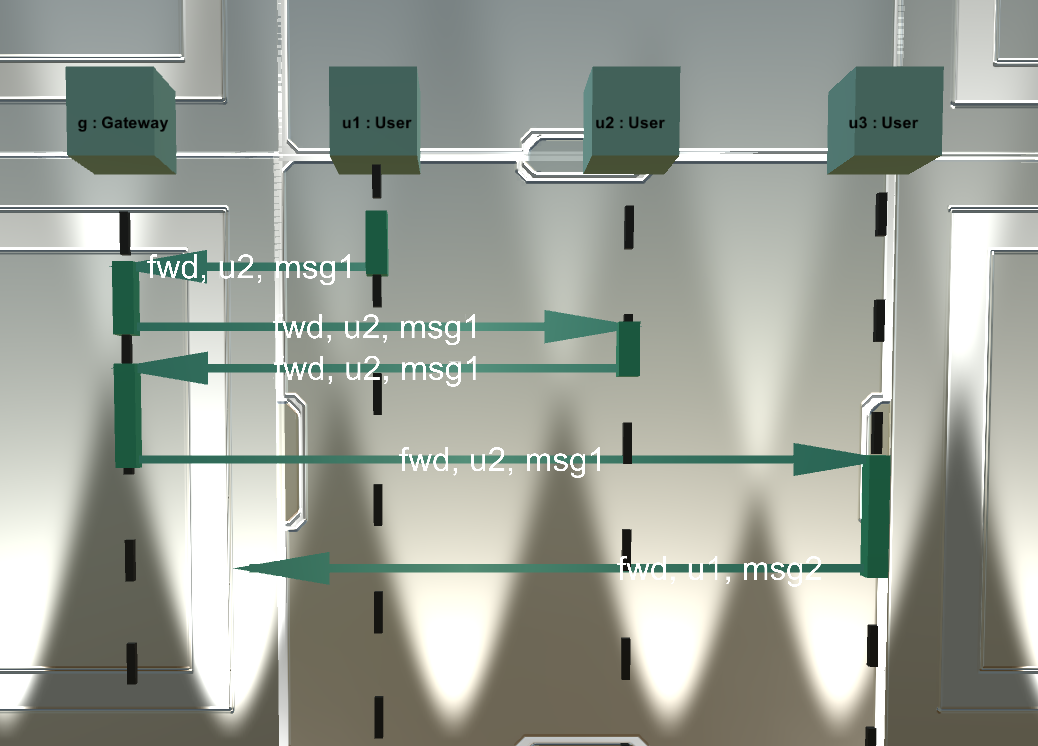 g : Gateway
u1 : User
u2 : User
u3 : User
fwd, u2, msg1
fwd, u2, msg1
fwd, u2, msg1
fwd, u2, msg1
fwd, u1, msg2